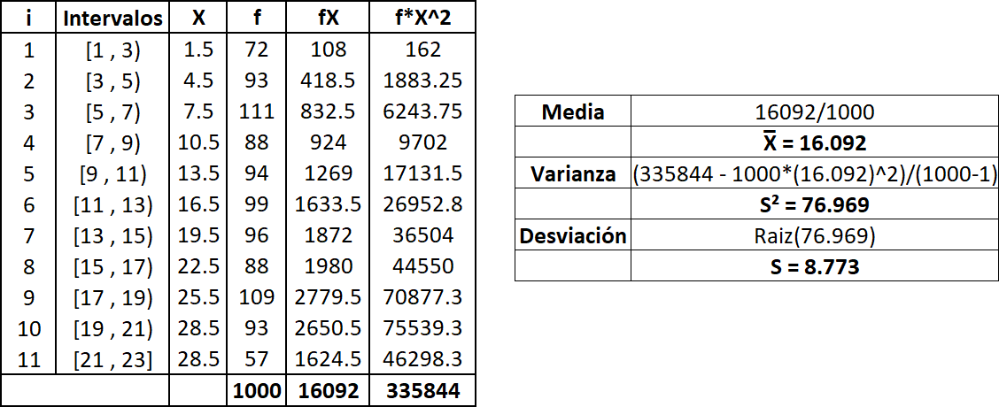 i Intervalos X f fX f*X^2
1 [1 , 3) 1.5 72 108 162
2 [3 , 5) 4.5 93 418.5 1883.25
3 [5 , 7) 7.5 111 832.5 6243.75
4 [7 , 9) 10.5 88 924 9702
5 [9 , 11) 13.5 94 1269 17131.5
6 [11 , 13) 16.5 99 1633.5 26952.8
7 [13 , 15) 19.5 96 1872 36504
8 [15 , 17) 22.5 88 1980 44550
9 [17 , 19) 25.5 109 2779.5 70877.3
10 [19 , 21) 28.5 93 2650.5 75539.3
11 [21 , 23] 28.5 57 1624.5 46298.3
1000 16092 335844
Media 16092/1000
X̅ = 16.092
Varianza (335844 - 1000*(16.092)^2)/(1000-1)
S² = 76.969
Desviación Raiz(76.969)
S = 8.773